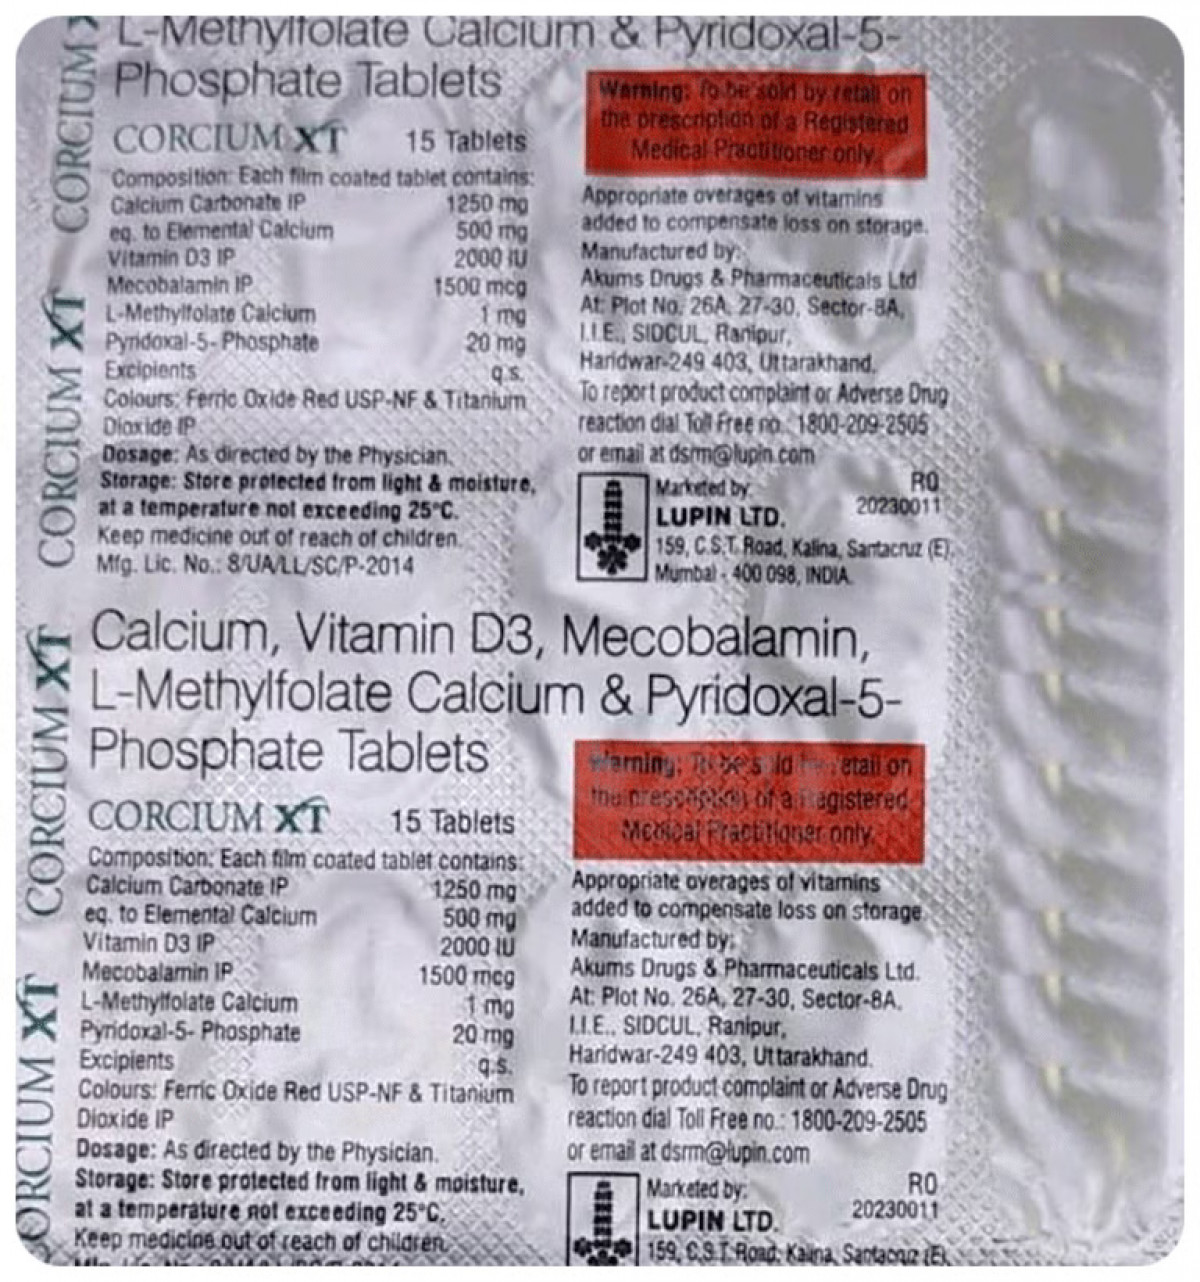 L-Methylfolate Calcium & Pyridoxal-5-
Phosphate Tablets
CORCIUM XT 15 Tablets
Composition: Each film coated tablet contains:
Calcium Carbonate IP 1250 mg
eq. to Elemental Calcium 500 mg
Vitamin D3 IP 2000 IU
Mecobalamin IP 1500 mcg
L-Methylfolate Calcium 1 mg
Pyridoxal-5- Phosphate 20 mg
Excipients q.s.
Colours: Ferric Oxide Red USP-NF & Titanium
Dioxide IP
Dosage: As directed by the Physician.
Storage: Store protected from light & moisture,
at a temperature not exceeding 25°C.
Keep medicine out of reach of children.
Mfg. Lic. No.: 8/UA/LL/SC/P-2014
Warning: To be sold by retail on
the prescription of a Registered
Medical Practitioner only.
Appropriate overages of vitamins
added to compensate loss on storage.
Manufactured by:
Akums Drugs & Pharmaceuticals Ltd.
At: Plot No. 26A, 27-30, Sector-8A,
I.I.E., SIDCUL, Ranipur,
Haridwar-249 403, Uttarakhand.
To report product complaint or Adverse Drug
reaction dial Toll Free no.: 1800-209-2505
or email at dsrm@lupin.com
Marketed by:
LUPIN LTD.
159, C.S.T. Road, Kalina, Santacruz (E),
Mumbai - 400 098, INDIA.
RO
20230011
Calcium, Vitamin D3, Mecobalamin,
L-Methylfolate Calcium & Pyridoxal-5-
Phosphate Tablets
CORCIUM XT 15 Tablets
Composition: Each film coated tablet contains:
Calcium Carbonate IP 1250 mg
eq. to Elemental Calcium 500 mg
Vitamin D3 IP 2000 IU
Mecobalamin IP 1500 mcg
L-Methylfolate Calcium 1 mg
Pyridoxal-5- Phosphate 20 mg
Excipients q.s.
Colours: Ferric Oxide Red USP-NF & Titanium
Dioxide IP
Dosage: As directed by the Physician.
Storage: Store protected from light & moisture,
at a temperature not exceeding 25°C.
Keep medicine out of reach of children.
Warning: To be sold by retail on
the prescription of a Registered
Medical Practitioner only.
Appropriate overages of vitamins
added to compensate loss on storage.
Manufactured by:
Akums Drugs & Pharmaceuticals Ltd.
At: Plot No. 26A, 27-30, Sector-8A,
I.I.E., SIDCUL, Ranipur,
Haridwar-249 403, Uttarakhand.
To report product complaint or Adverse Drug
reaction dial Toll Free no.: 1800-209-2505
or email at dsrm@lupin.com
Marketed by:
LUPIN LTD.
159, C.S.T. Road, Kalina, Santacruz (E),
RO
20230011
CORCIUM
CORCIUM XT
CORCIUM XT
CORCIUM XT